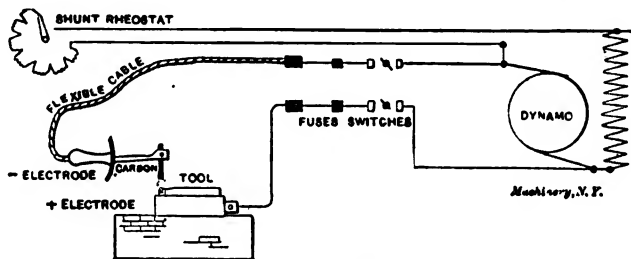 SHUNT RHEOSTAT
FLEXIBLE CABLE
FUSES SWITCHES
DYNAMO
CARBON
- ELECTRODE
TOOL
+ ELECTRODE
Machinery, N.Y.